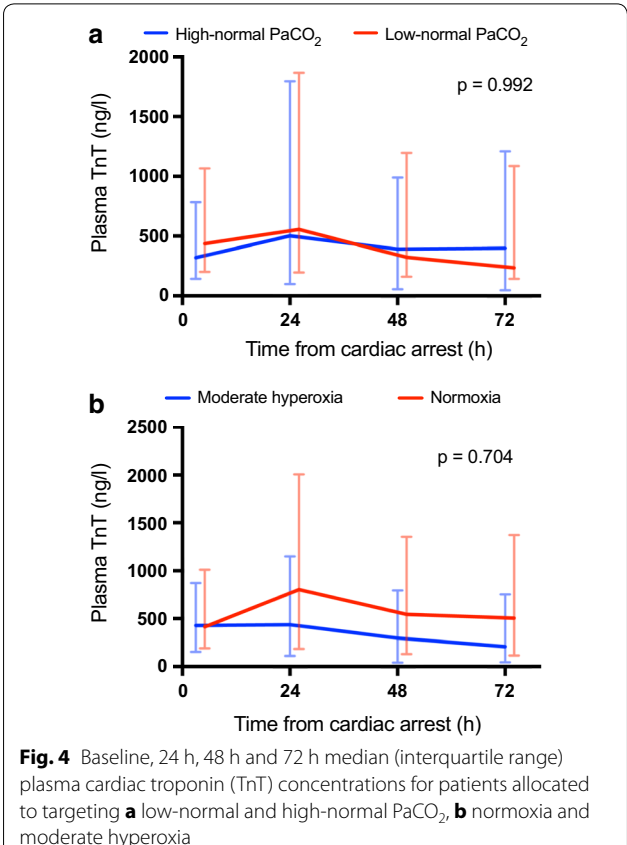 a
High-normal PaCO₂ Low-normal PaCO₂
2000
p = 0.992
1500
1000
500
0
Plasma TnT (ng/l)
0 24 48 72
Time from cardiac arrest (h)
b
Moderate hyperoxia Normoxia
2500
p = 0.704
2000
1500
1000
500
0
Plasma TnT (ng/l)
0 24 48 72
Time from cardiac arrest (h)
Fig. 4 Baseline, 24 h, 48 h and 72 h median (interquartile range)
plasma cardiac troponin (TnT) concentrations for patients allocated
to targeting a low-normal and high-normal PaCO₂, b normoxia and
moderate hyperoxia